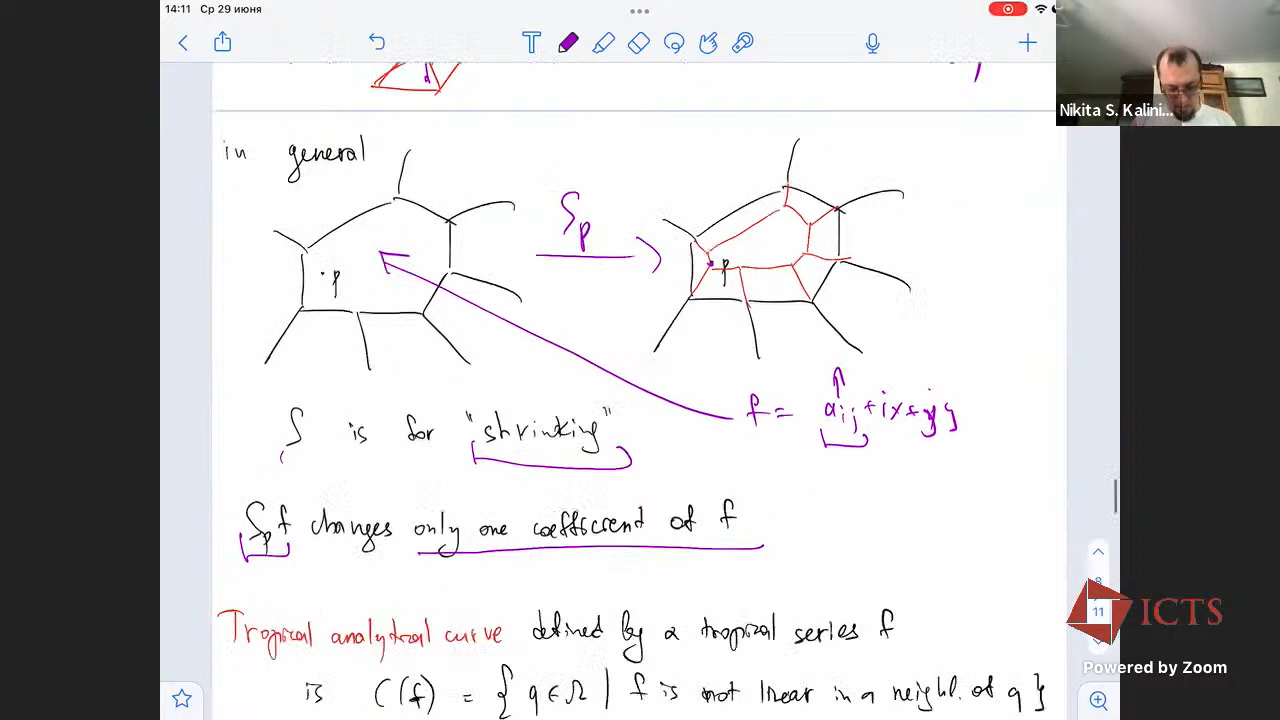 14:11 Ср 29 июня
Nikita S. Kalini...
d
in general
S_p
p
p
f = a_ij + ix + jy
S is for "shrinking"
S_p f changes only one coefficient of f
Tropical analytical curve defined by a tropical series f
is C(f) = { q ∈ Ω | f is not linear in a neighb. of q }
8
11
ICTS
Powered by Zoom